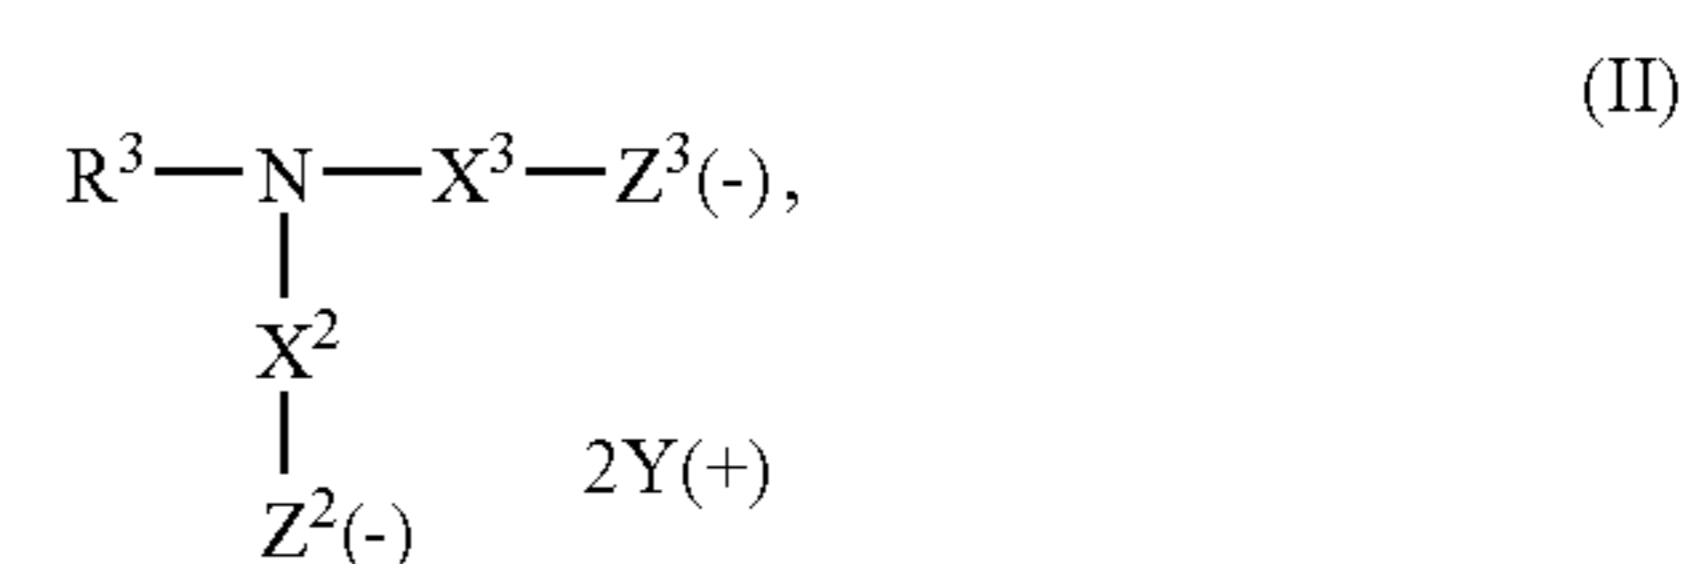 (II)
R³—N—X³—Z³(-),
X²
2Y(+)
Z²(-)